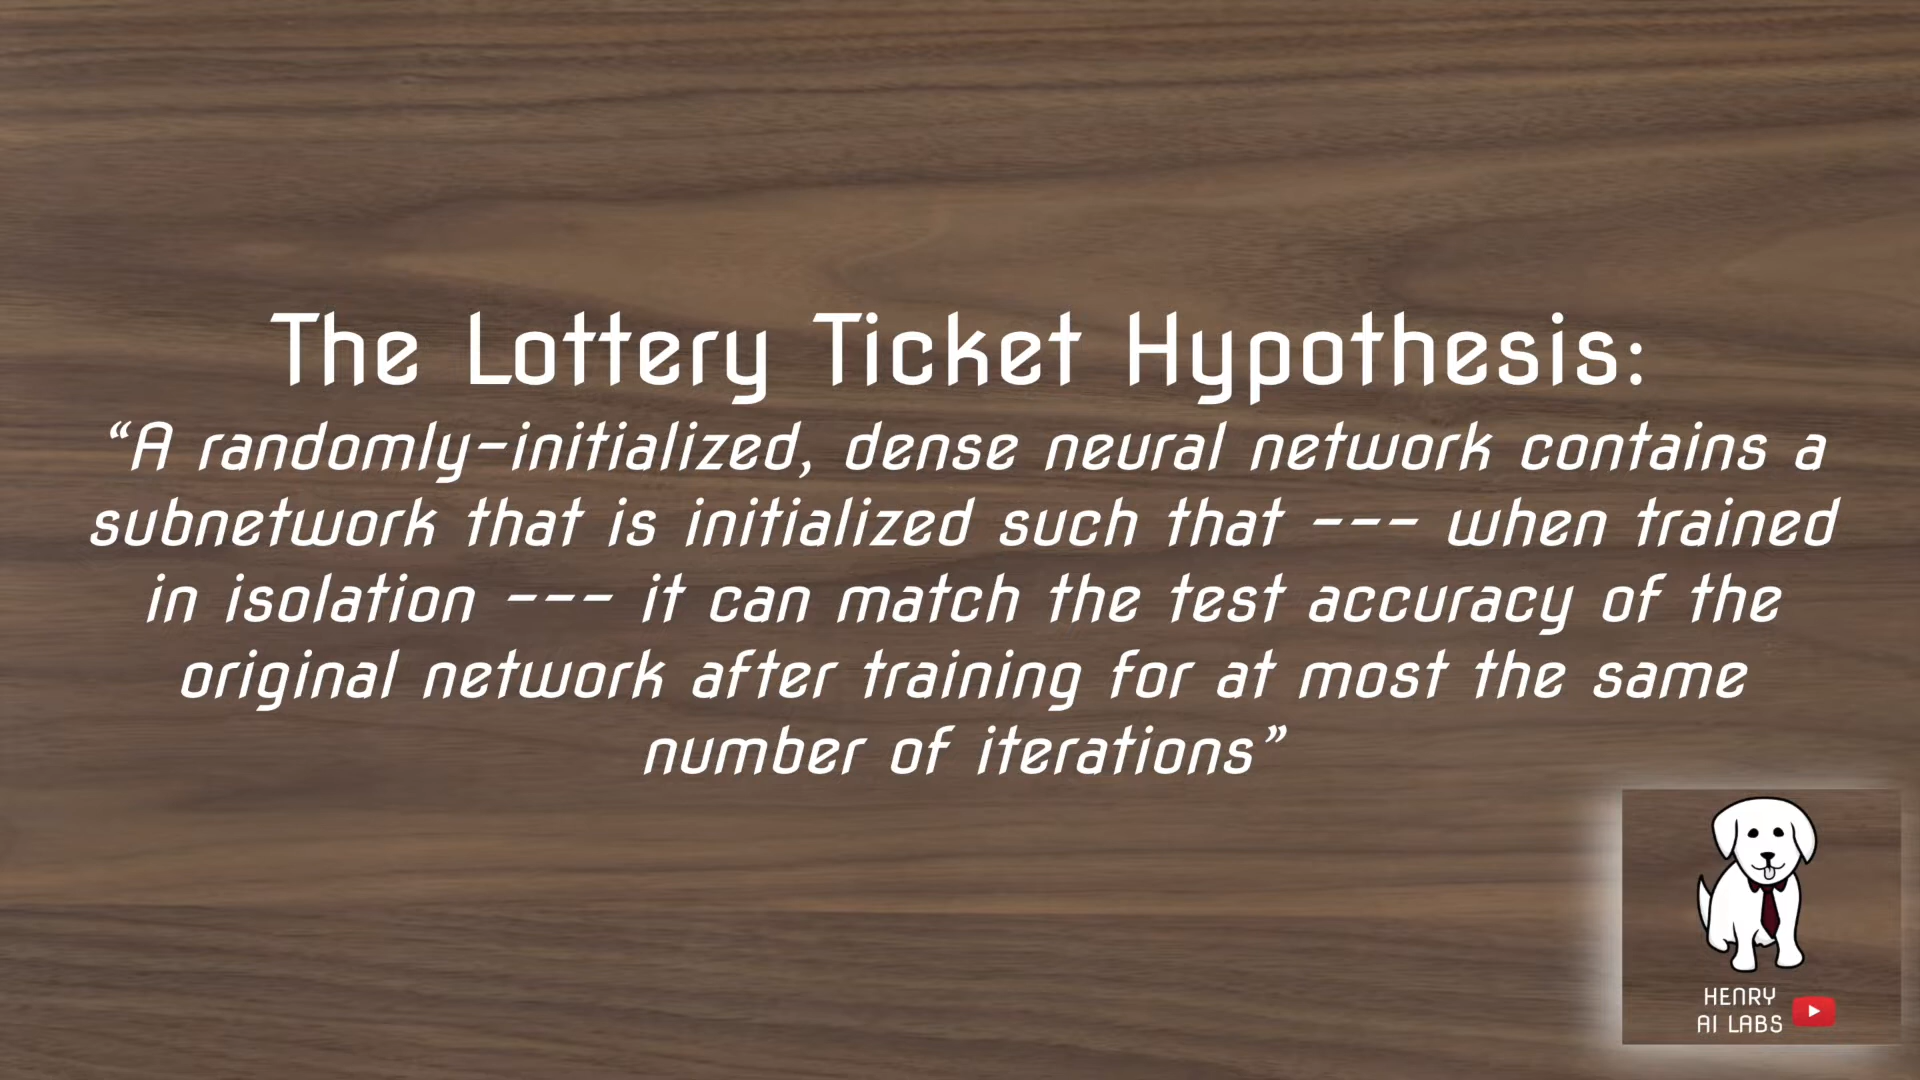 The Lottery Ticket Hypothesis:
“A randomly-initialized, dense neural network contains a
subnetwork that is initialized such that --- when trained
in isolation --- it can match the test accuracy of the
original network after training for at most the same
number of iterations”
HENRY
AI LABS